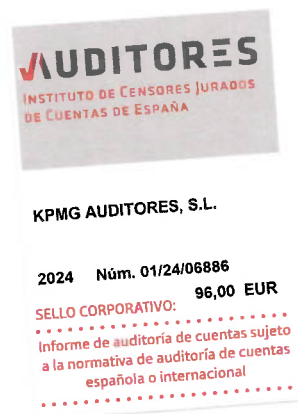 AUDITORES
INSTITUTO DE CENSORES JURADOS
DE CUENTAS DE ESPAÑA
KPMG AUDITORES, S.L.
2024 Núm. 01/24/06886
SELLO CORPORATIVO: 96,00 EUR
Informe de auditoría de cuentas sujeto
a la normativa de auditoría de cuentas
española o internacional